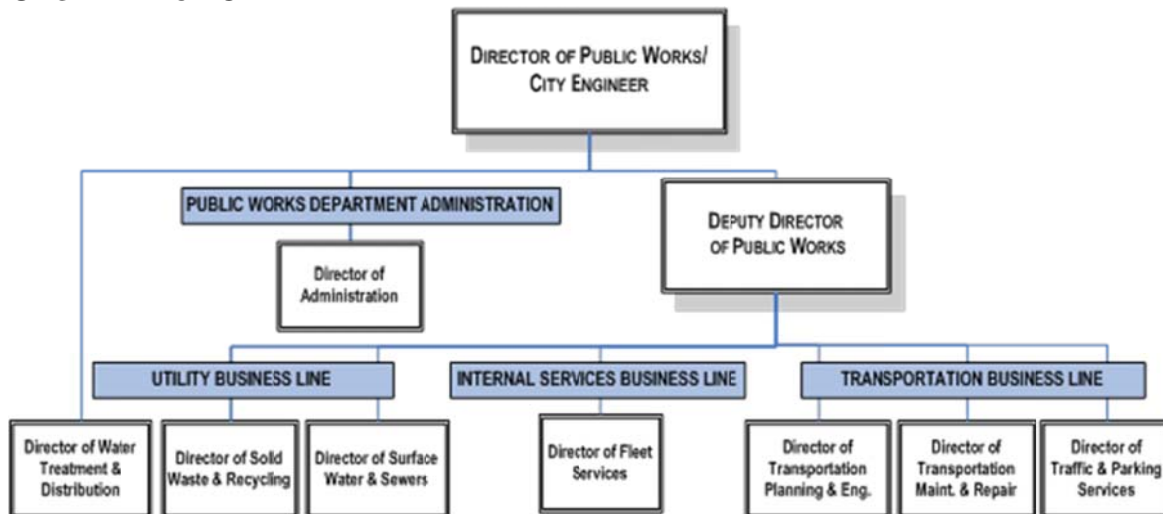 DIRECTOR OF PUBLIC WORKS/
CITY ENGINEER
PUBLIC WORKS DEPARTMENT ADMINISTRATION
DEPUTY DIRECTOR
OF PUBLIC WORKS
Director of
Administration
UTILITY BUSINESS LINE
INTERNAL SERVICES BUSINESS LINE
TRANSPORTATION BUSINESS LINE
Director of Water
Treatment &
Distribution
Director of Solid
Waste & Recycling
Director of Surface
Water & Sewers
Director of Fleet
Services
Director of
Transportation
Planning & Eng.
Director of
Transportation
Maint. & Repair
Director of
Traffic & Parking
Services